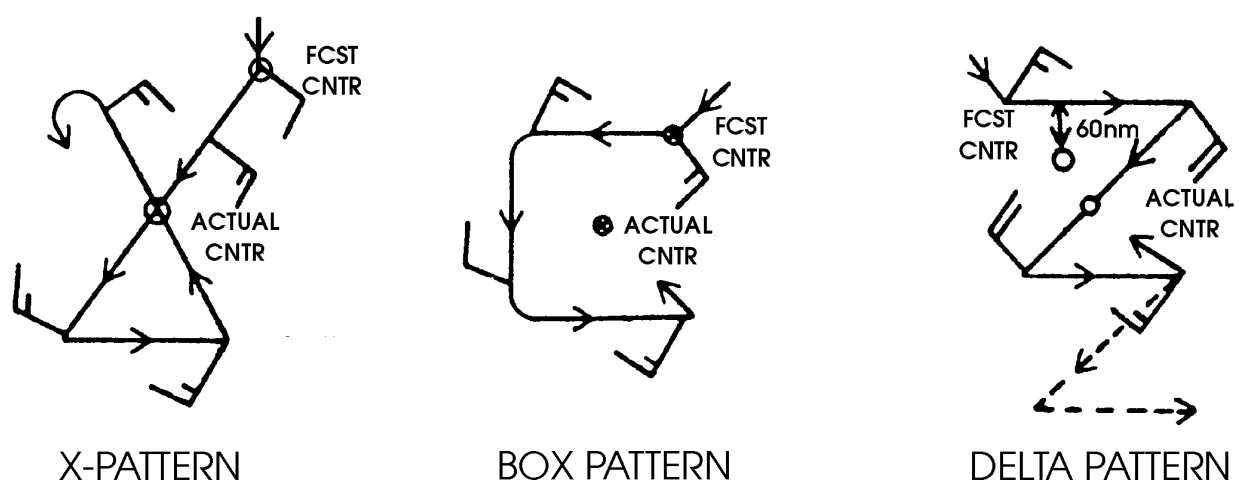 FCST
CNTR
ACTUAL
CNTR
X-PATTERN
FCST
CNTR
ACTUAL
CNTR
BOX PATTERN
FCST
CNTR
60nm
ACTUAL
CNTR
DELTA PATTERN